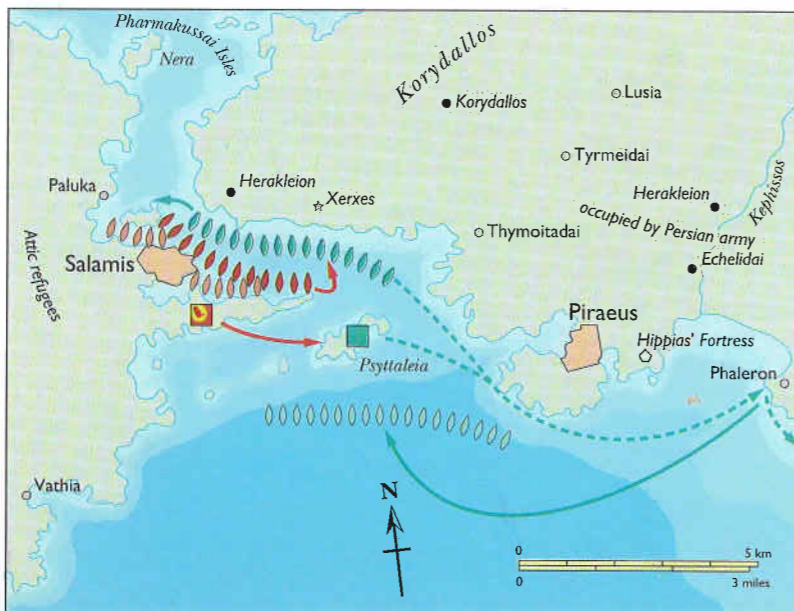 Pharmakussai Isles
Nera
Korydallos
Korydallos
Lusia
Tyrmeidai
Paluka
Herakleion
Xerxes
Herakleion
Kephissos
occupied by Persian army
Thymoitadai
Attic refugees
Salamis
Echelidai
Piraeus
Hippias' Fortress
Psyttaleia
Phaleron
Vathia
N
0 5 km
0 3 miles